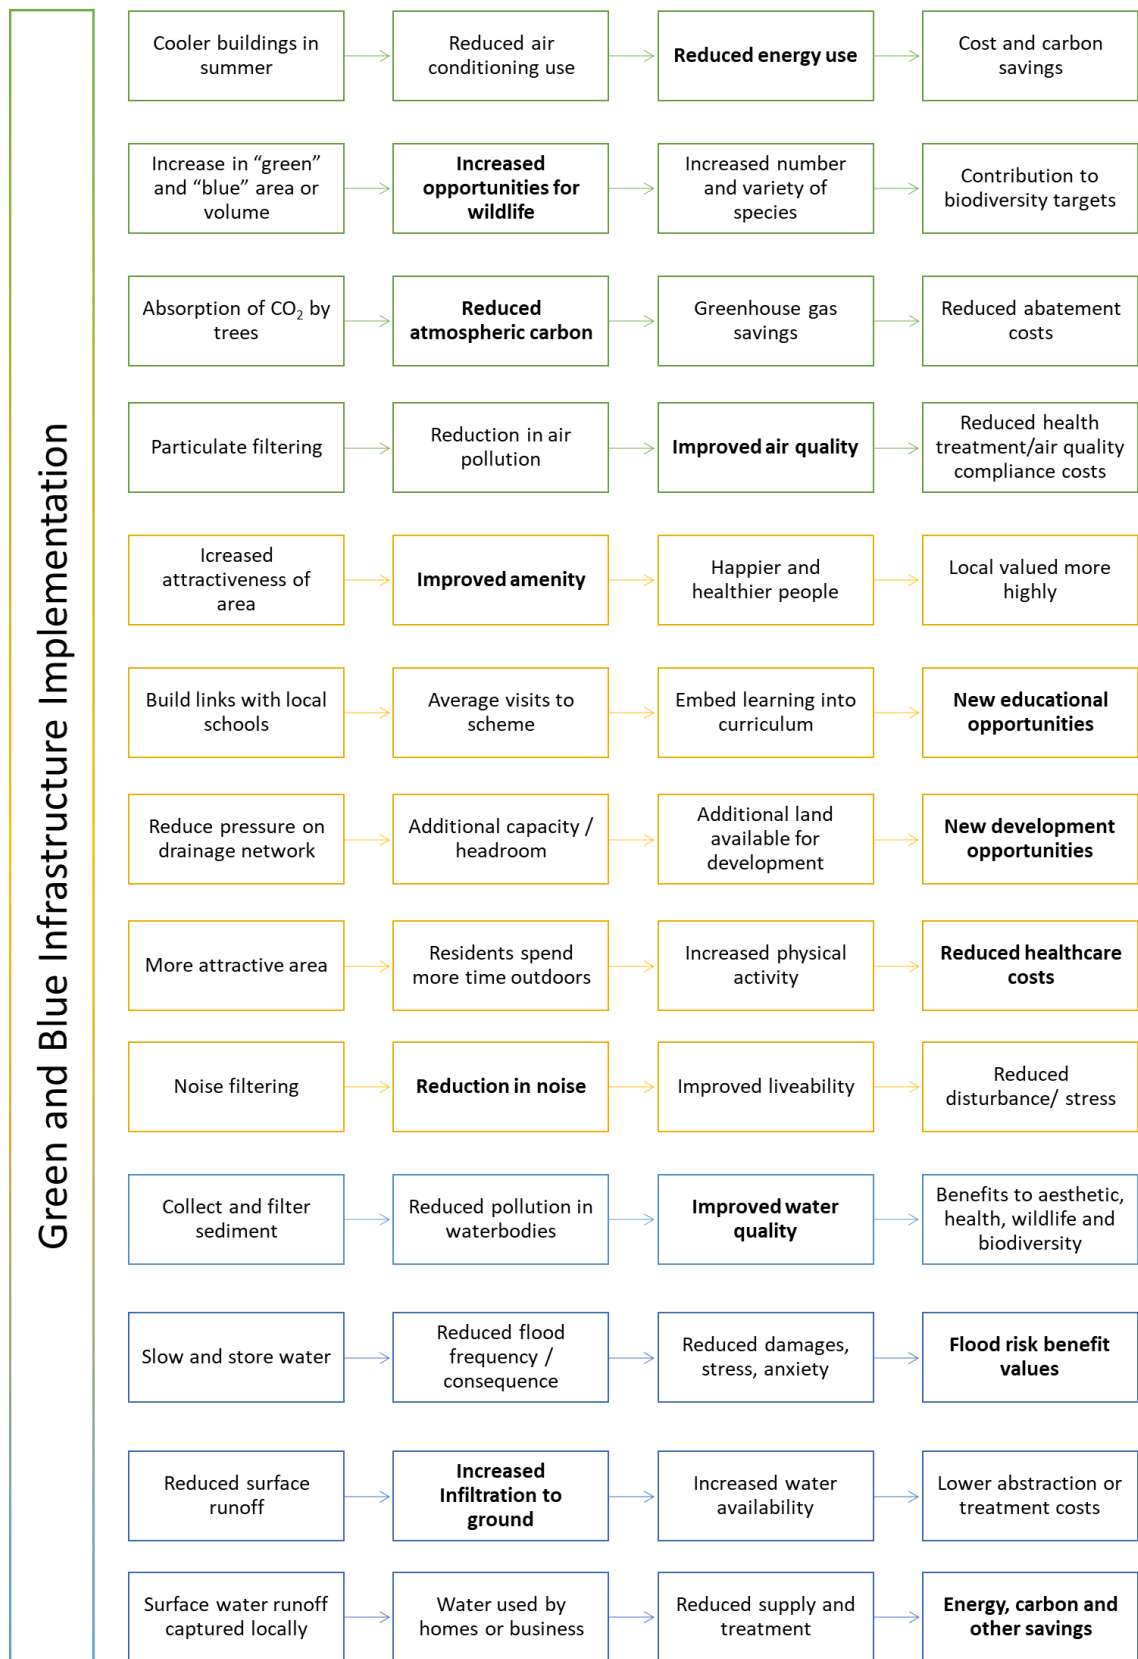 Green and Blue Infrastructure Implementation
Cooler buildings in
summer
Reduced air
conditioning use
Reduced energy use
Cost and carbon
savings
Increase in “green”
and “blue” area or
volume
Increased
opportunities for
wildlife
Increased number
and variety of
species
Contribution to
biodiversity targets
Absorption of CO₂ by
trees
Reduced
atmospheric carbon
Greenhouse gas
savings
Reduced abatement
costs
Particulate filtering
Reduction in air
pollution
Improved air quality
Reduced health
treatment/air quality
compliance costs
Icreased
attractiveness of
area
Improved amenity
Happier and
healthier people
Local valued more
highly
Build links with local
schools
Average visits to
scheme
Embed learning into
curriculum
New educational
opportunities
Reduce pressure on
drainage network
Additional capacity /
headroom
Additional land
available for
development
New development
opportunities
More attractive area
Residents spend
more time outdoors
Increased physical
activity
Reduced healthcare
costs
Noise filtering
Reduction in noise
Improved liveability
Reduced
disturbance/ stress
Collect and filter
sediment
Reduced pollution in
waterbodies
Improved water
quality
Benefits to aesthetic,
health, wildlife and
biodiversity
Slow and store water
Reduced flood
frequency /
consequence
Reduced damages,
stress, anxiety
Flood risk benefit
values
Reduced surface
runoff
Increased
Infiltration to
ground
Increased water
availability
Lower abstraction or
treatment costs
Surface water runoff
captured locally
Water used by
homes or business
Reduced supply and
treatment
Energy, carbon and
other savings